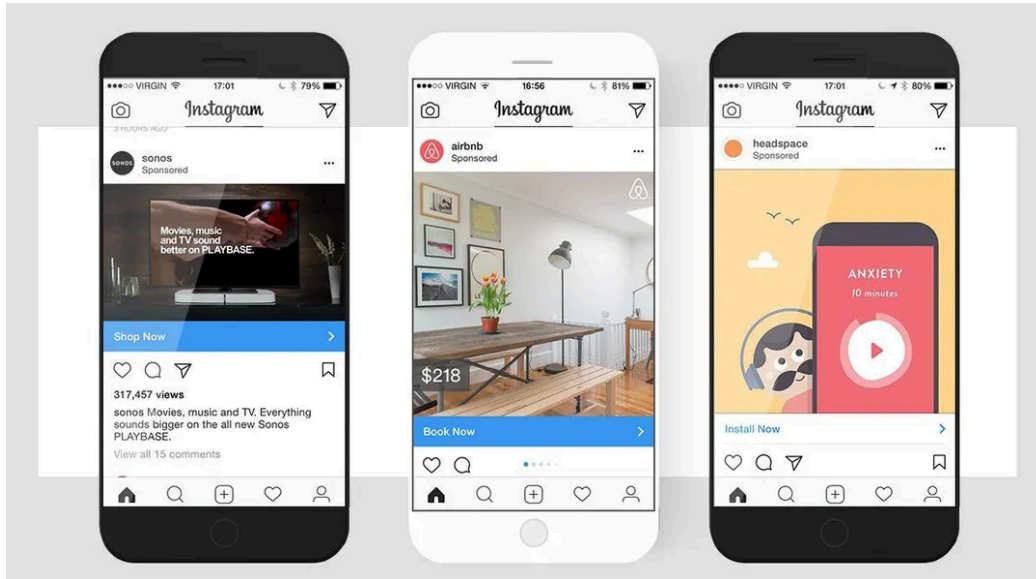 VIRGIN 17:01 79%
Instagram
3 HOURS AGO
SONOS
sonos
Sponsored
Movies, music
and TV sound
better on PLAYBASE.
Shop Now
317,457 views
sonos Movies, music and TV. Everything
sounds bigger on the all new Sonos
PLAYBASE.
View all 15 comments
VIRGIN 16:56 81%
Instagram
airbnb
Sponsored
$218
Book Now
VIRGIN 17:01 80%
Instagram
headspace
Sponsored
ANXIETY
10 minutes
Install Now